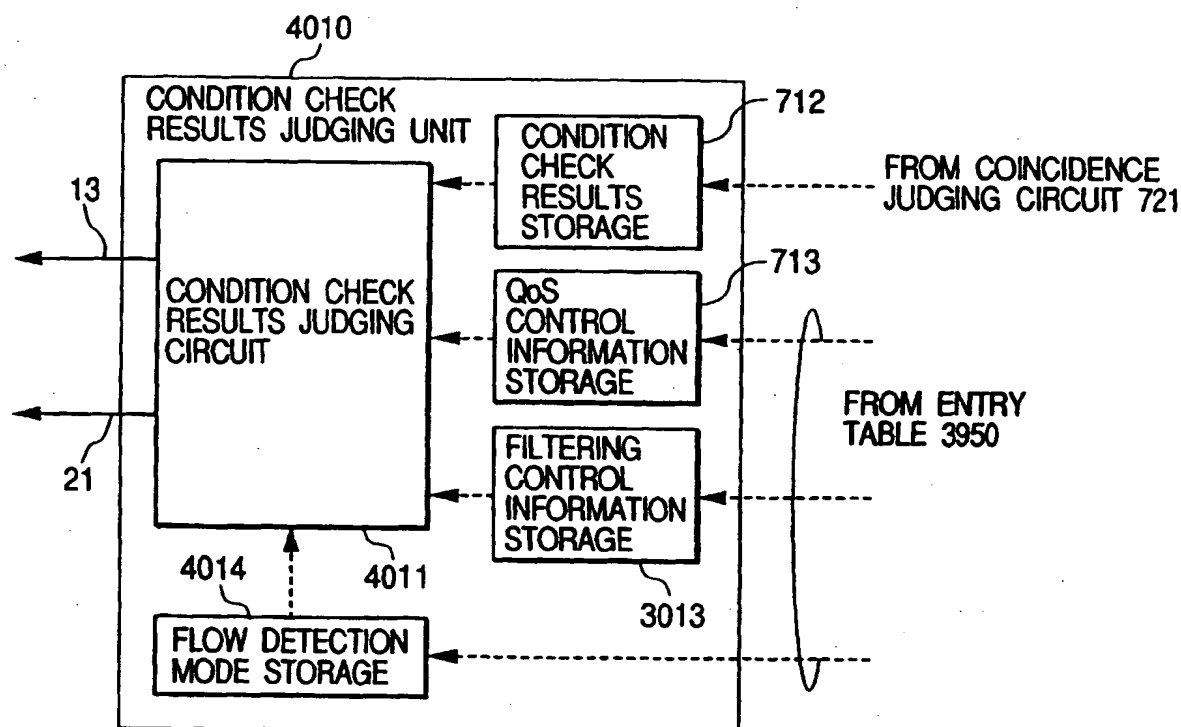 4010
CONDITION CHECK
RESULTS JUDGING UNIT
712
CONDITION
CHECK
RESULTS
STORAGE
FROM COINCIDENCE
JUDGING CIRCUIT 721
13
CONDITION CHECK
RESULTS JUDGING
CIRCUIT
713
QoS
CONTROL
INFORMATION
STORAGE
FROM ENTRY
TABLE 3950
21
FILTERING
CONTROL
INFORMATION
STORAGE
4014
4011
3013
FLOW DETECTION
MODE STORAGE